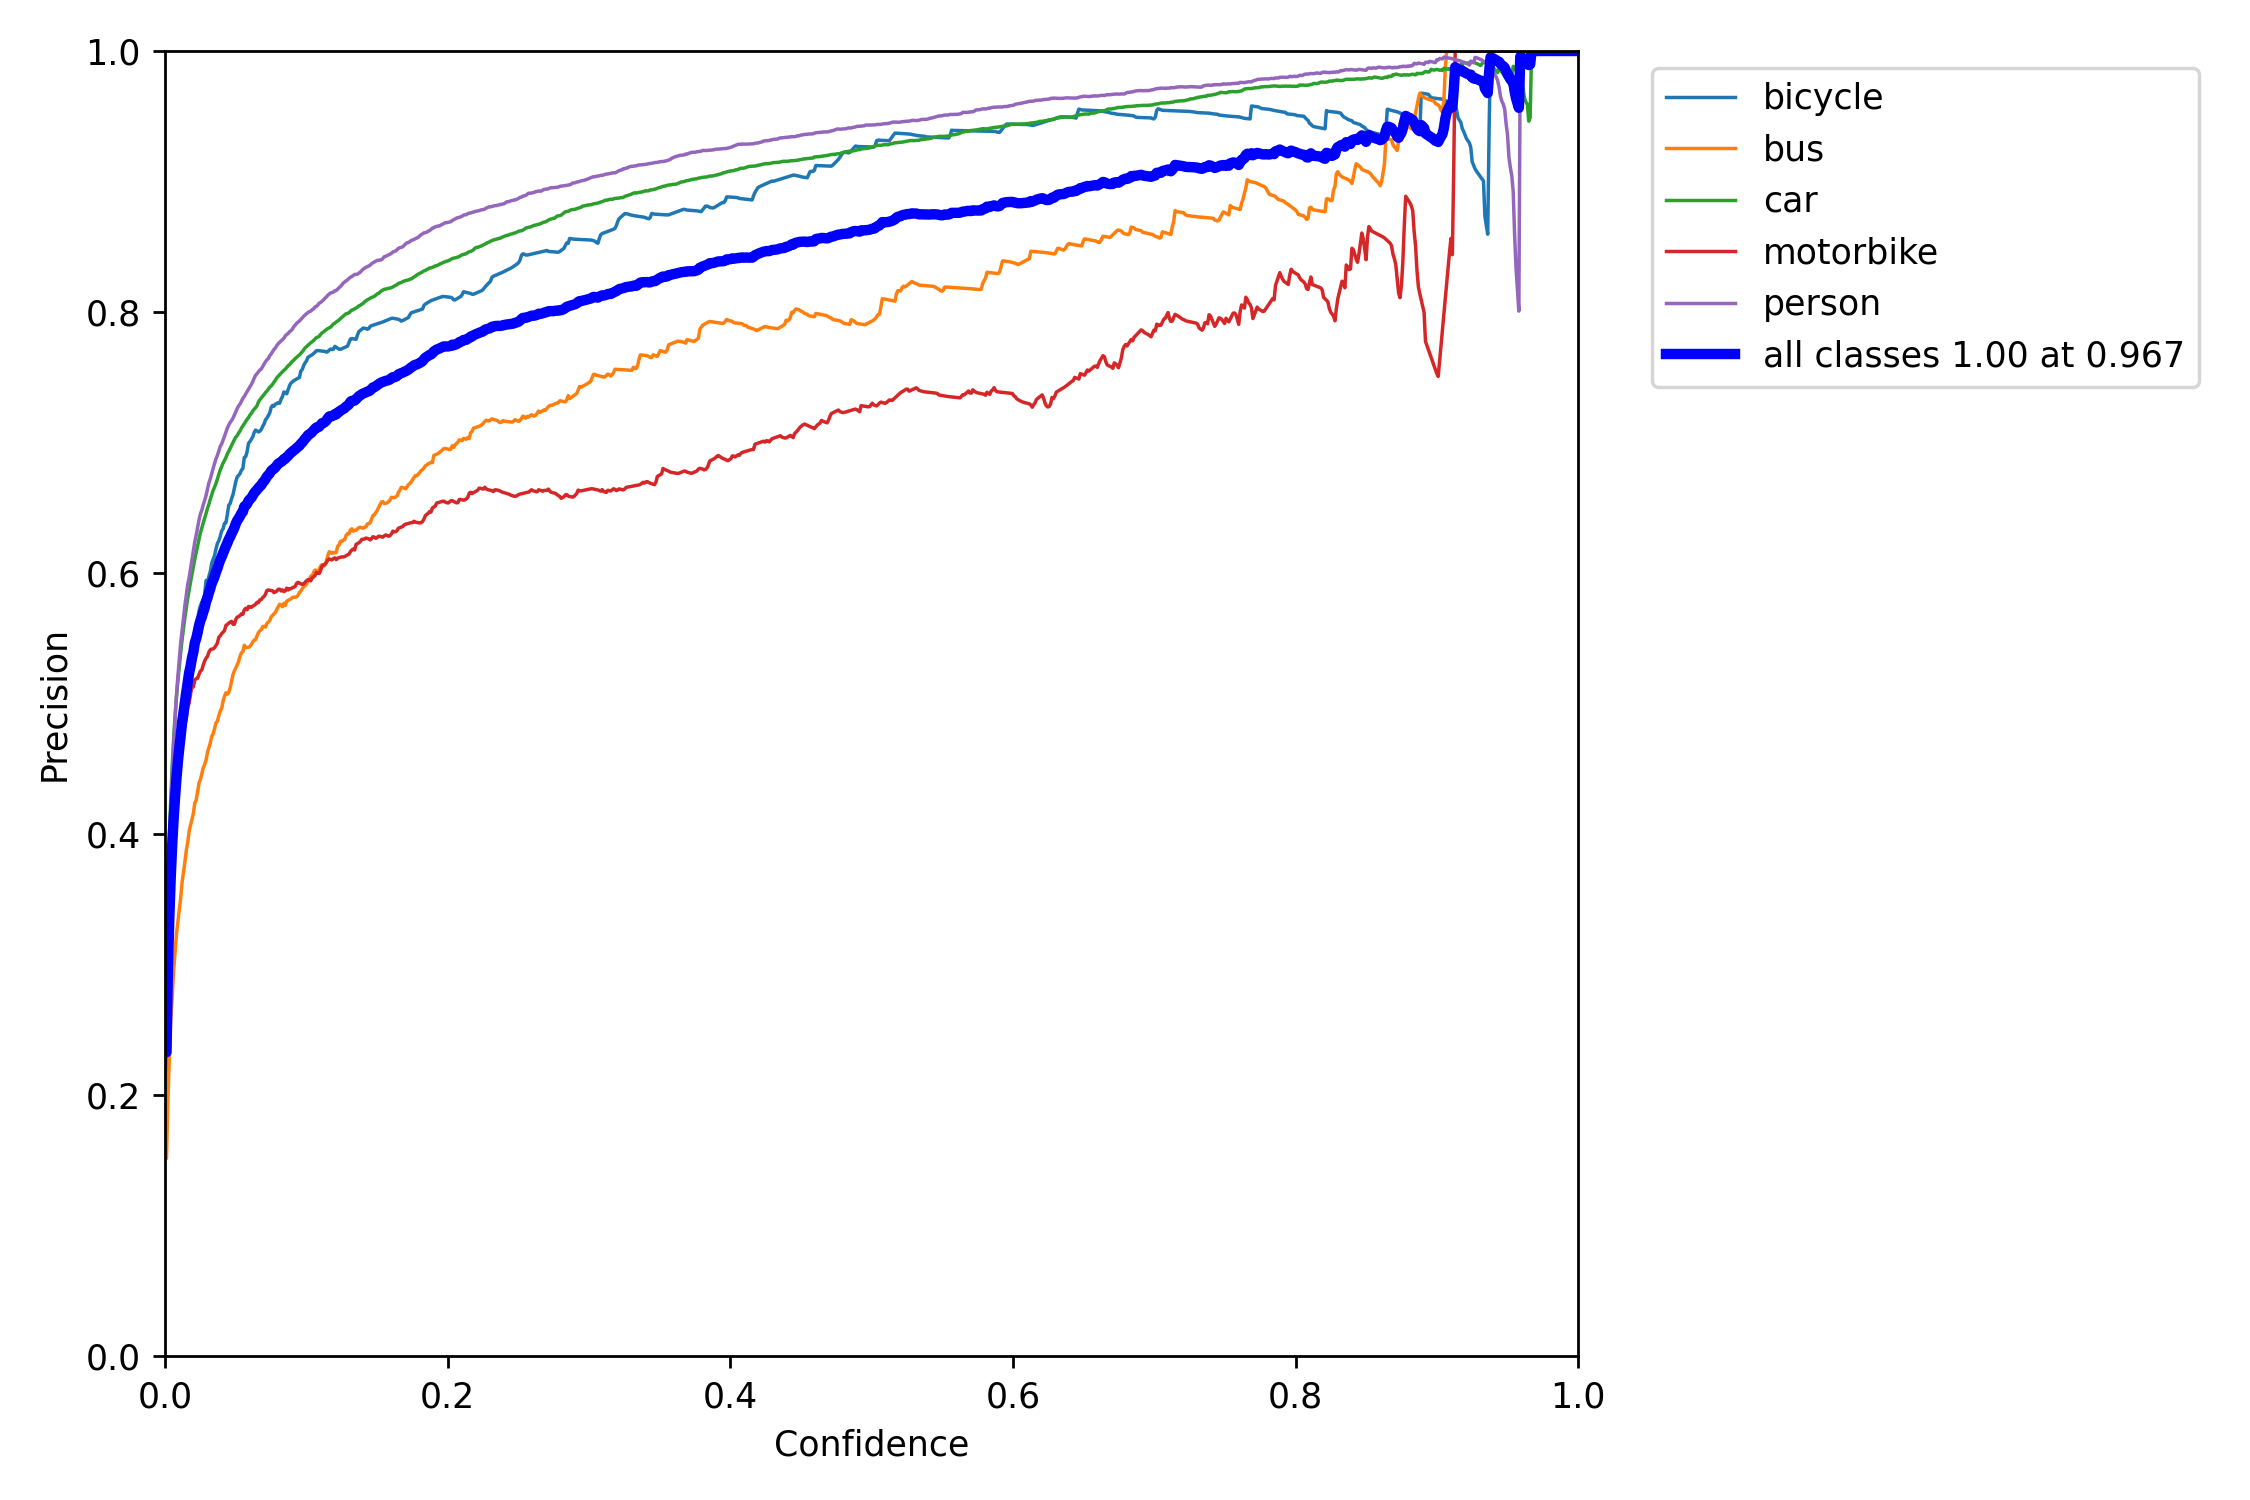 1.0
0.8
0.6
0.4
0.2
0.0
Precision
0.0 0.2 0.4 0.6 0.8 1.0
Confidence
bicycle
bus
car
motorbike
person
all classes 1.00 at 0.967